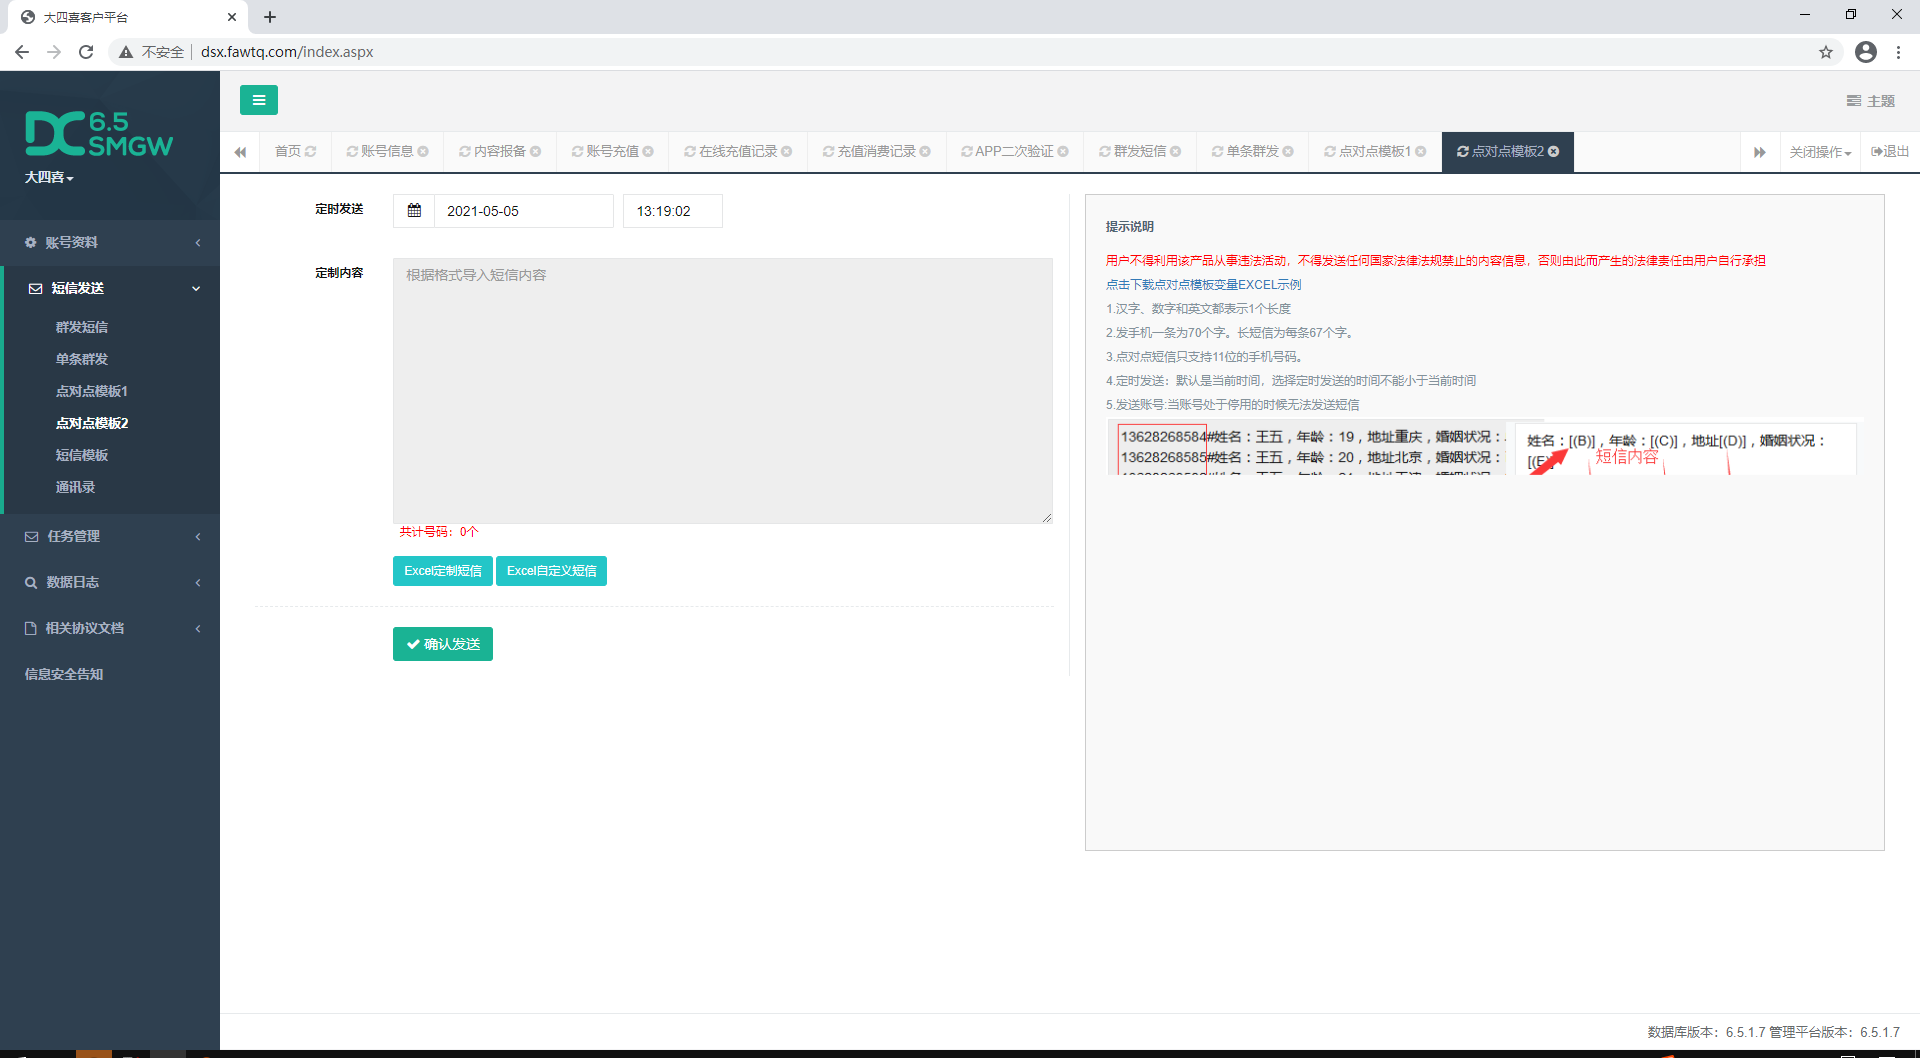 大四喜客户平台
不安全 dsx.fawtq.com/index.aspx
DC 6.5 SMGW
大四喜
主题
首页 账号信息 内容报备 账号充值 在线充值记录 充值消费记录 APP二次验证 群发短信 单条群发 点对点模板1 点对点模板2 关闭操作 退出
账号资料
短信发送
群发短信
单条群发
点对点模板1
点对点模板2
短信模板
通讯录
任务管理
数据日志
相关协议文档
信息安全告知
定时发送 2021-05-05 13:19:02
定制内容 根据格式导入短信内容
共计号码：0个
Excel定制短信 Excel自定义短信
确认发送
提示说明
用户不得利用该产品从事违法活动，不得发送任何国家法律法规禁止的内容信息，否则由此而产生的法律责任由用户自行承担
点击下载点对点模板变量EXCEL示例
1.汉字、数字和英文都表示1个长度
2.发手机一条为70个字。长短信为每条67个字。
3.点对点短信只支持11位的手机号码。
4.定时发送：默认是当前时间，选择定时发送的时间不能小于当前时间
5.发送账号:当账号处于停用的时候无法发送短信
13628268584#姓名：王五，年龄：19，地址重庆，婚姻状况：
13628268585#姓名：王五，年龄：20，地址北京，婚姻状况：
姓名：[(B)]，年龄：[(C)]，地址[(D)]，婚姻状况：
[(E)]
短信内容
数据库版本：6.5.1.7 管理平台版本：6.5.1.7